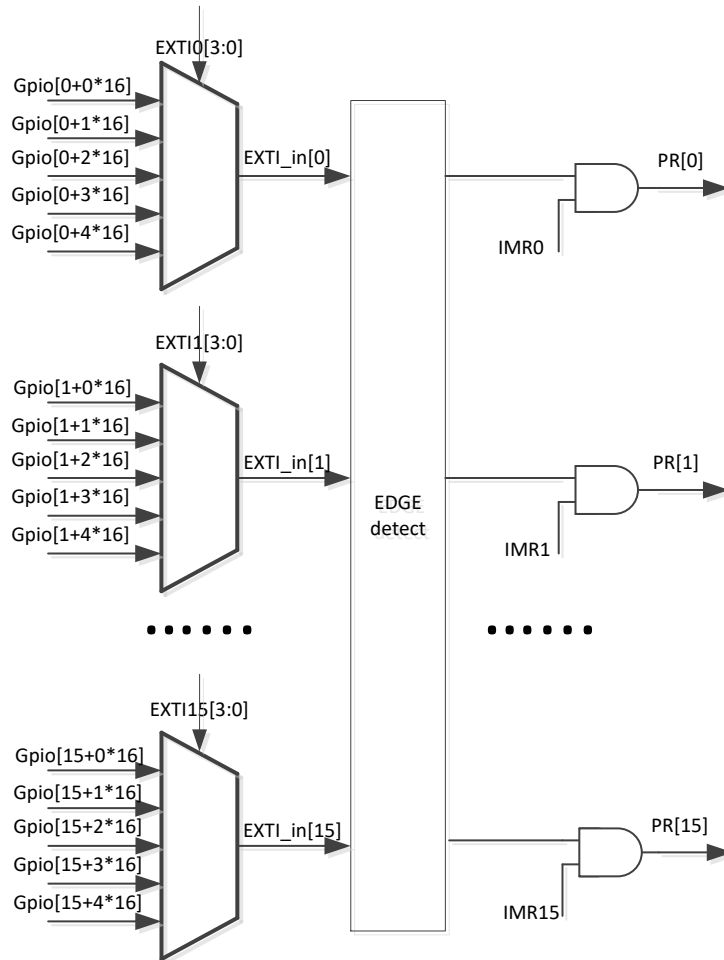 EXTI0[3:0]
Gpio[0+0*16]
Gpio[0+1*16]
Gpio[0+2*16]
Gpio[0+3*16]
Gpio[0+4*16]
EXTI_in[0]
PR[0]
IMR0
EXTI1[3:0]
Gpio[1+0*16]
Gpio[1+1*16]
Gpio[1+2*16]
Gpio[1+3*16]
Gpio[1+4*16]
EXTI_in[1]
EDGE
detect
PR[1]
IMR1
EXTI15[3:0]
Gpio[15+0*16]
Gpio[15+1*16]
Gpio[15+2*16]
Gpio[15+3*16]
Gpio[15+4*16]
EXTI_in[15]
PR[15]
IMR15